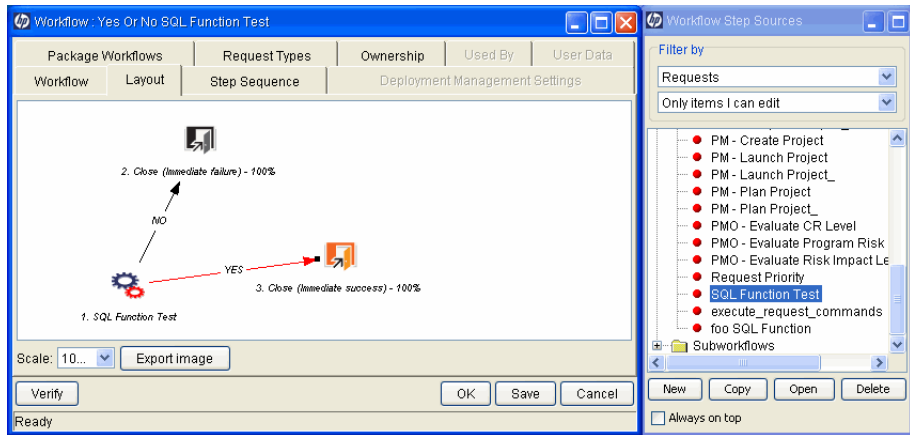 hp Workflow : Yes Or No SQL Function Test
Package Workflows Request Types Ownership Used By User Data
Workflow Layout Step Sequence Deployment Management Settings
2. Close (Immediate failure) - 100%
NO
YES
3. Close (Immediate success) - 100%
1. SQL Function Test
Scale: 10... Export image
Verify OK Save Cancel
Ready
hp Workflow Step Sources
Filter by
Requests
Only items I can edit
PM - Create Project
PM - Launch Project
PM - Launch Project_
PM - Plan Project
PM - Plan Project_
PMO - Evaluate CR Level
PMO - Evaluate Program Risk
PMO - Evaluate Risk Impact Le
Request Priority
SQL Function Test
execute_request_commands
foo SQL Function
Subworkflows
New Copy Open Delete
Always on top